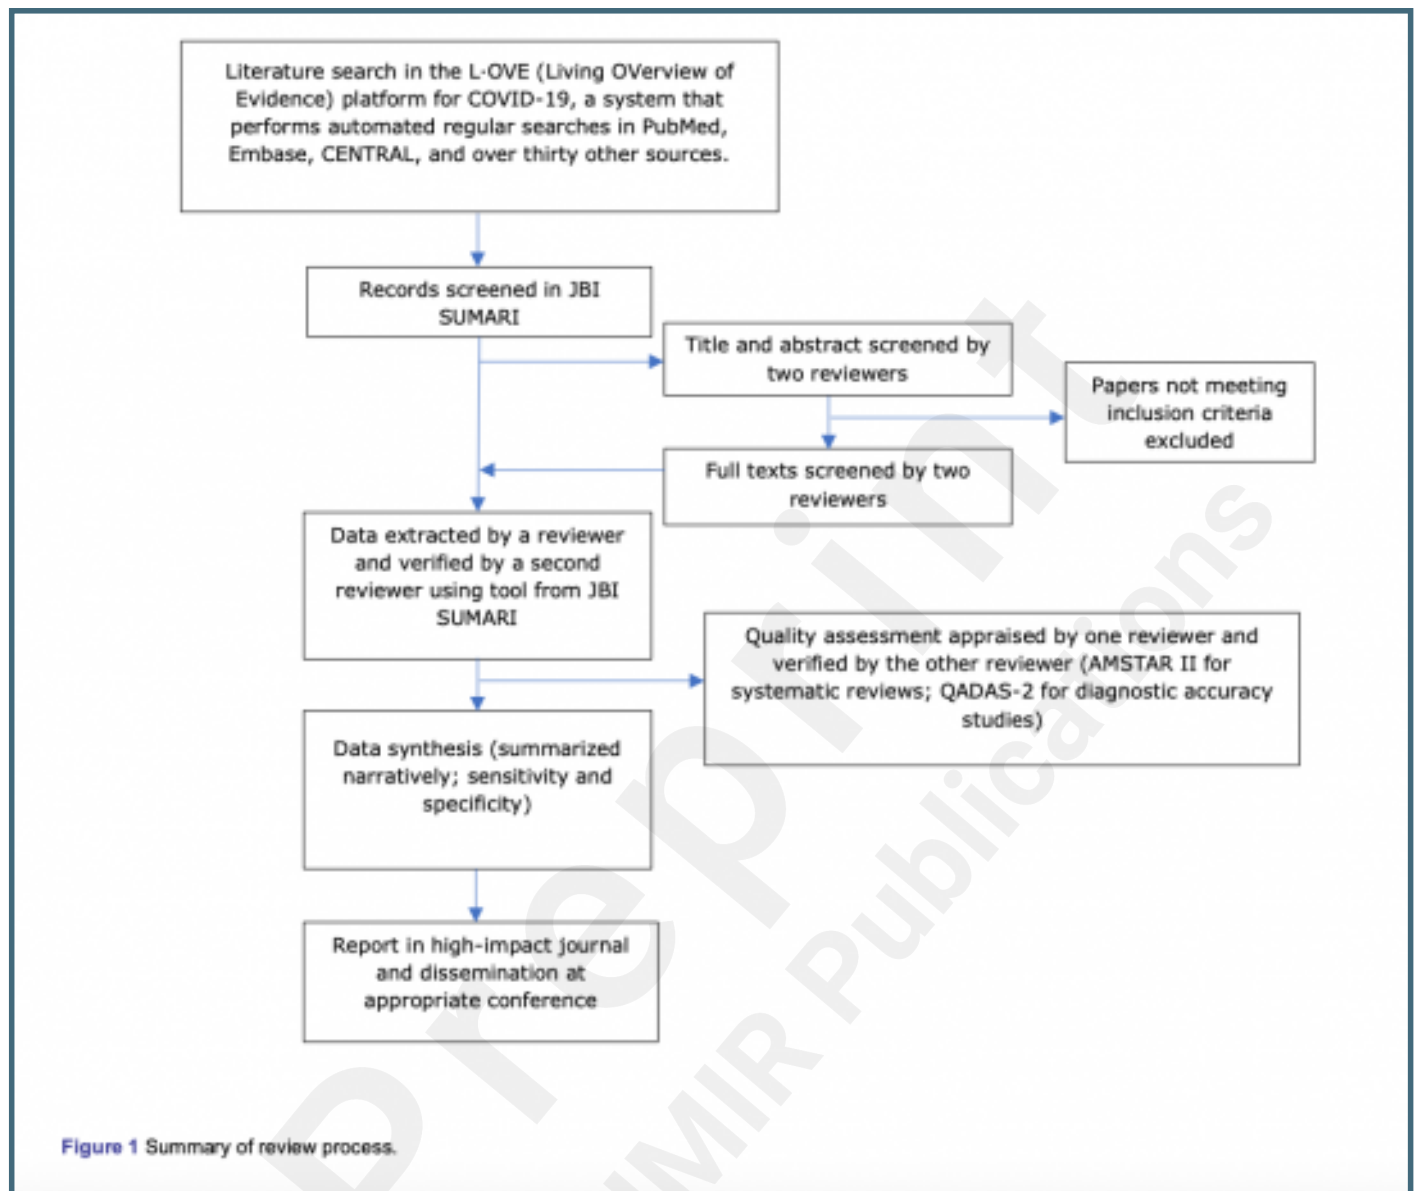 Literature search in the L-OVE (Living OVerview of
Evidence) platform for COVID-19, a system that
performs automated regular searches in PubMed,
Embase, CENTRAL, and over thirty other sources.
Records screened in JBI
SUMARI
Title and abstract screened by
two reviewers
Papers not meeting
inclusion criteria
excluded
Full texts screened by two
reviewers
Data extracted by a reviewer
and verified by a second
reviewer using tool from JBI
SUMARI
Quality assessment appraised by one reviewer and
verified by the other reviewer (AMSTAR II for
systematic reviews; QADAS-2 for diagnostic accuracy
studies)
Data synthesis (summarized
narratively; sensitivity and
specificity)
Report in high-impact journal
and dissemination at
appropriate conference
Figure 1 Summary of review process.
Preprint
JMIR Publications